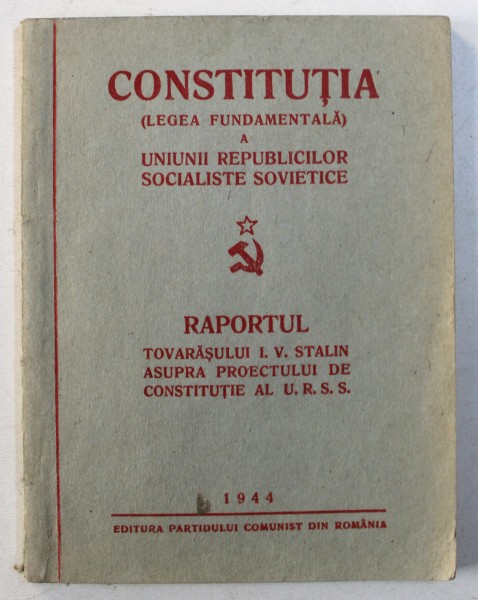 CONSTITUȚIA
(LEGEA FUNDAMENTALĂ)
A
UNIUNII REPUBLICILOR
SOCIALISTE SOVIETICE
RAPORTUL
TOVARĂȘULUI I. V. STALIN
ASUPRA PROECTULUI DE
CONSTITUȚIE AL U. R. S. S.
1944
EDITURA PARTIDULUI COMUNIST DIN ROMÂNIA